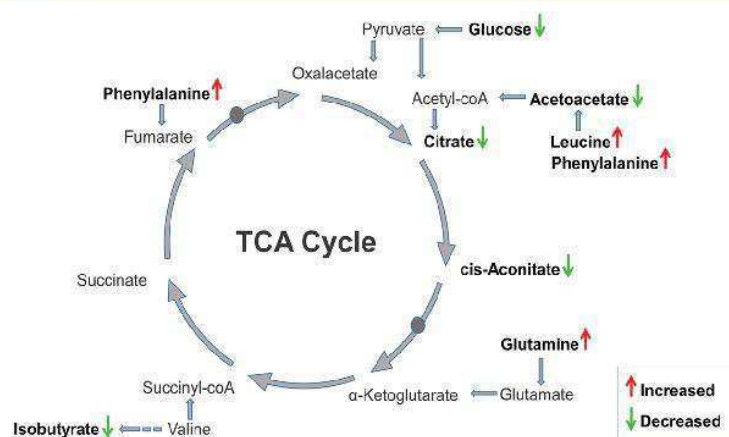 Pyruvate
Glucose
Oxalacetate
Phenylalanine
Acetyl-coA
Acetoacetate
Fumarate
Citrate
Leucine
Phenylalanine
TCA Cycle
cis-Aconitate
Succinate
Glutamine
Succinyl-coA
α-Ketoglutarate
Glutamate
Increased
Isobutyrate
Valine
Decreased